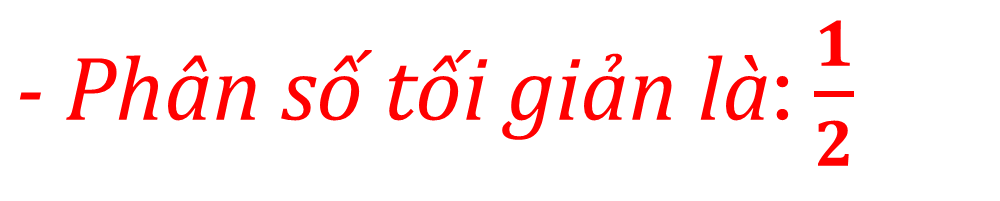 - Phân số tối giản là: 1/2